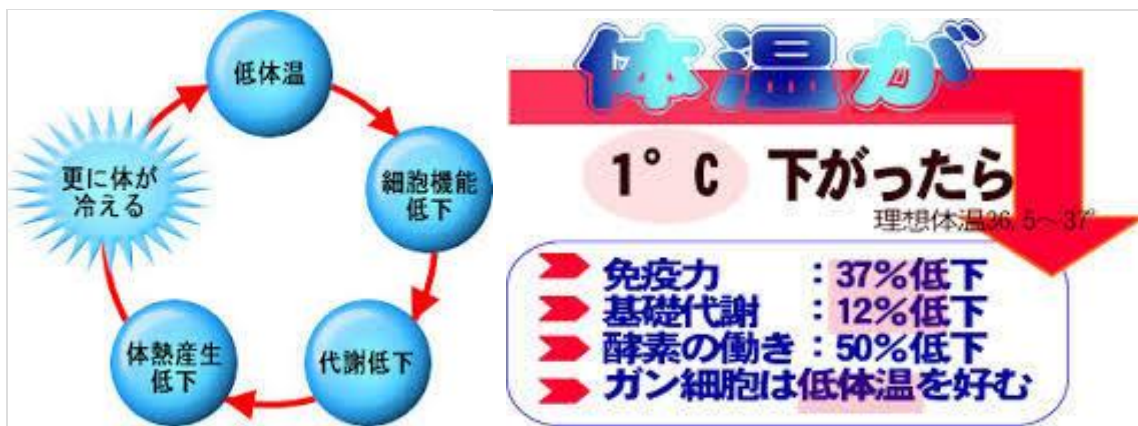 低体温
細胞機能
低下
代謝低下
体熱産生
低下
更に体が
冷える
体温が
1°C 下がったら
理想体温36.5～37°
免疫力 ：37%低下
基礎代謝 ：12%低下
酵素の働き：50%低下
ガン細胞は低体温を好む